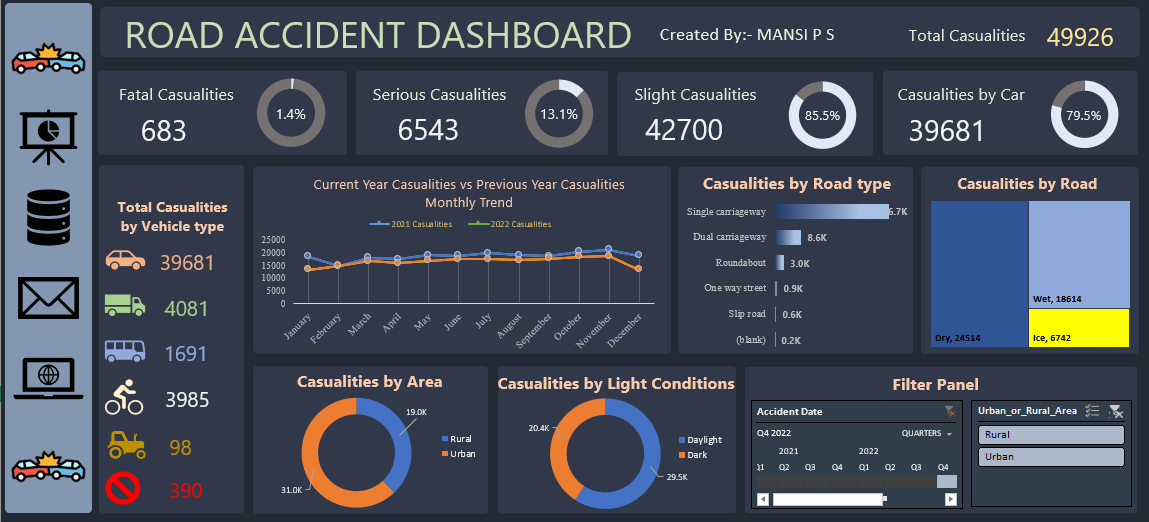 ROAD ACCIDENT DASHBOARD
Created By:- MANSI P S
Total Casualities
49926
Fatal Casualities
683
1.4%
Serious Casualities
6543
13.1%
Slight Casualities
42700
85.5%
Casualities by Car
39681
79.5%
Total Casualities
by Vehicle type
39681
4081
1691
3985
98
390
Current Year Casualities vs Previous Year Casualities
Monthly Trend
2021 Casualities
2022 Casualities
25000
20000
15000
10000
5000
0
January
February
March
April
May
June
July
August
September
October
November
December
Casualities by Road type
Single carriageway
6.7K
Dual carriageway
8.6K
Roundabout
3.0K
One way street
0.9K
Slip road
0.6K
(blank)
0.2K
Casualities by Road
Dry, 24514
Wet, 18614
Ice, 6742
Casualities by Area
19.0K
31.0K
Rural
Urban
Casualities by Light Conditions
20.4K
29.5K
Daylight
Dark
Filter Panel
Accident Date
Q4 2022
QUARTERS
2021
2022
Q1 Q2 Q3 Q4 Q1 Q2 Q3 Q4
Urban_or_Rural_Area
Rural
Urban